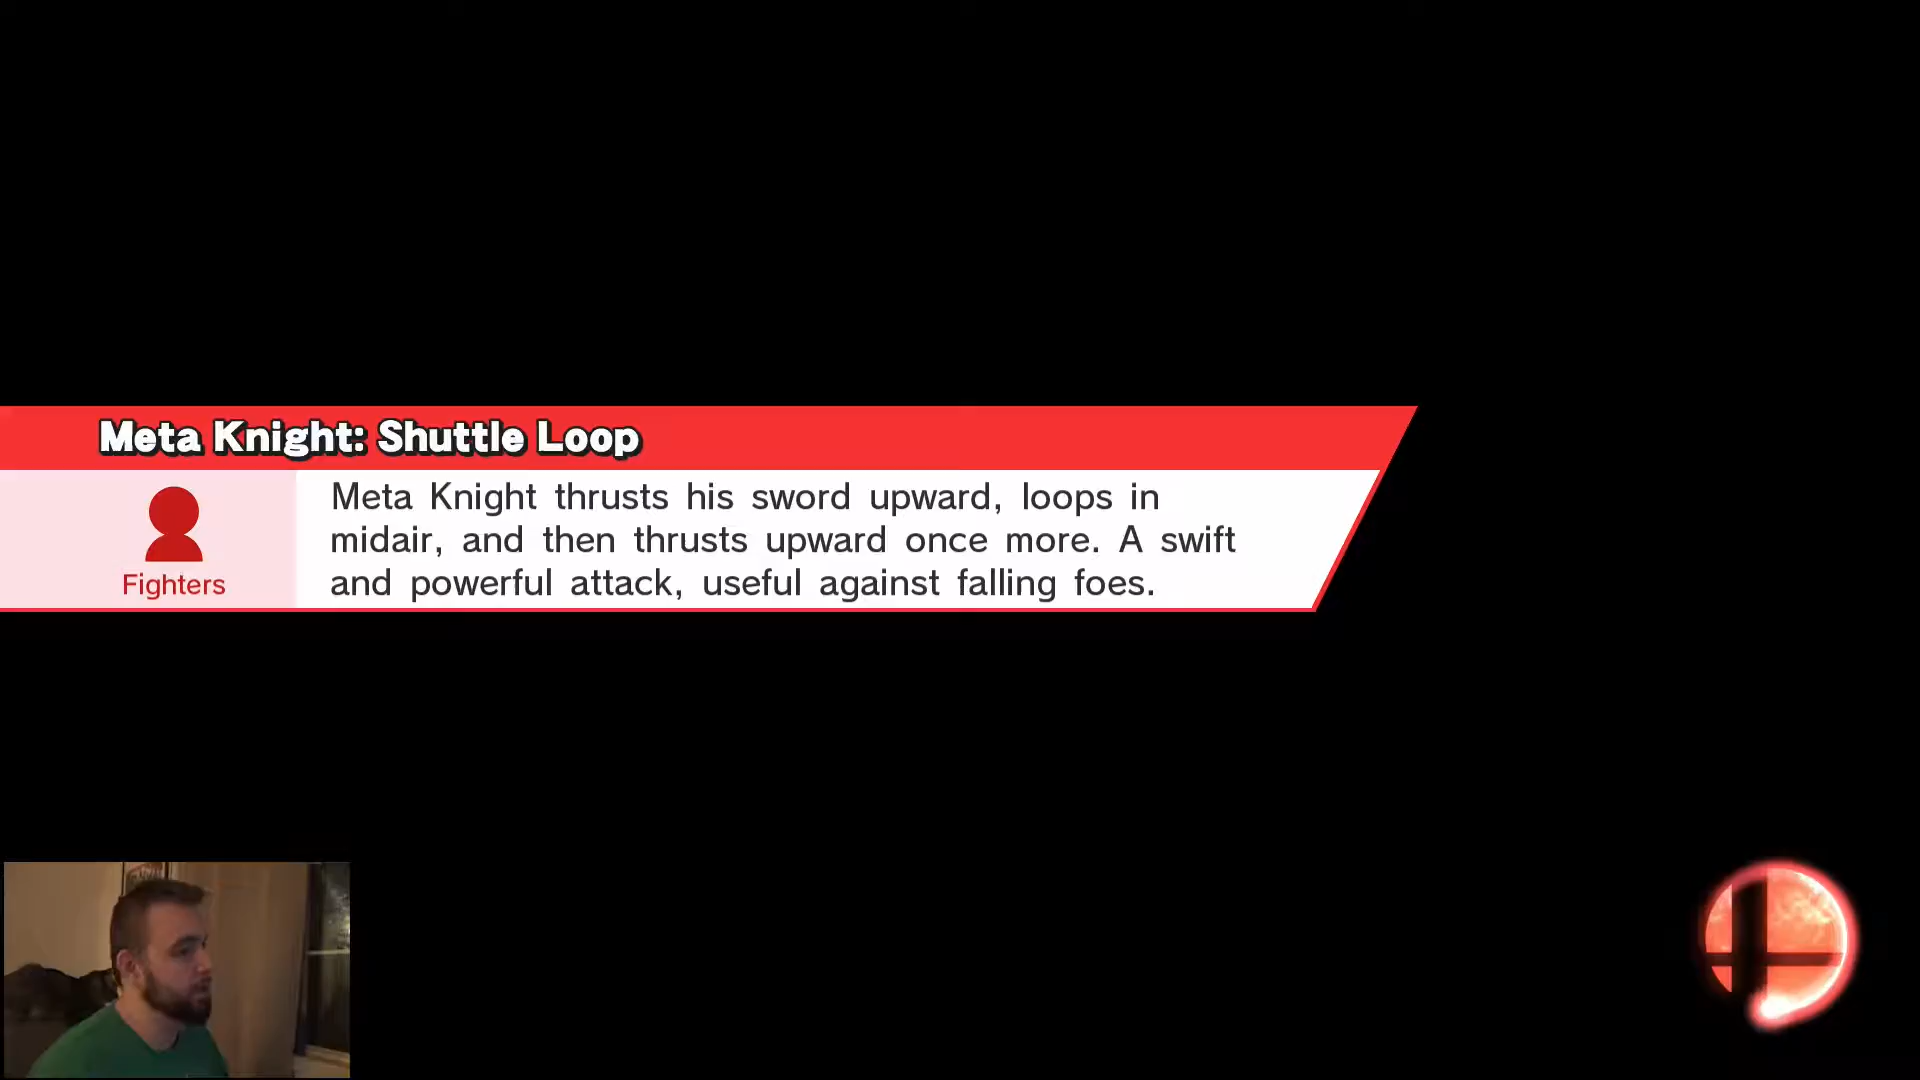 Meta Knight: Shuttle Loop
Meta Knight thrusts his sword upward, loops in
midair, and then thrusts upward once more. A swift
and powerful attack, useful against falling foes.
Fighters